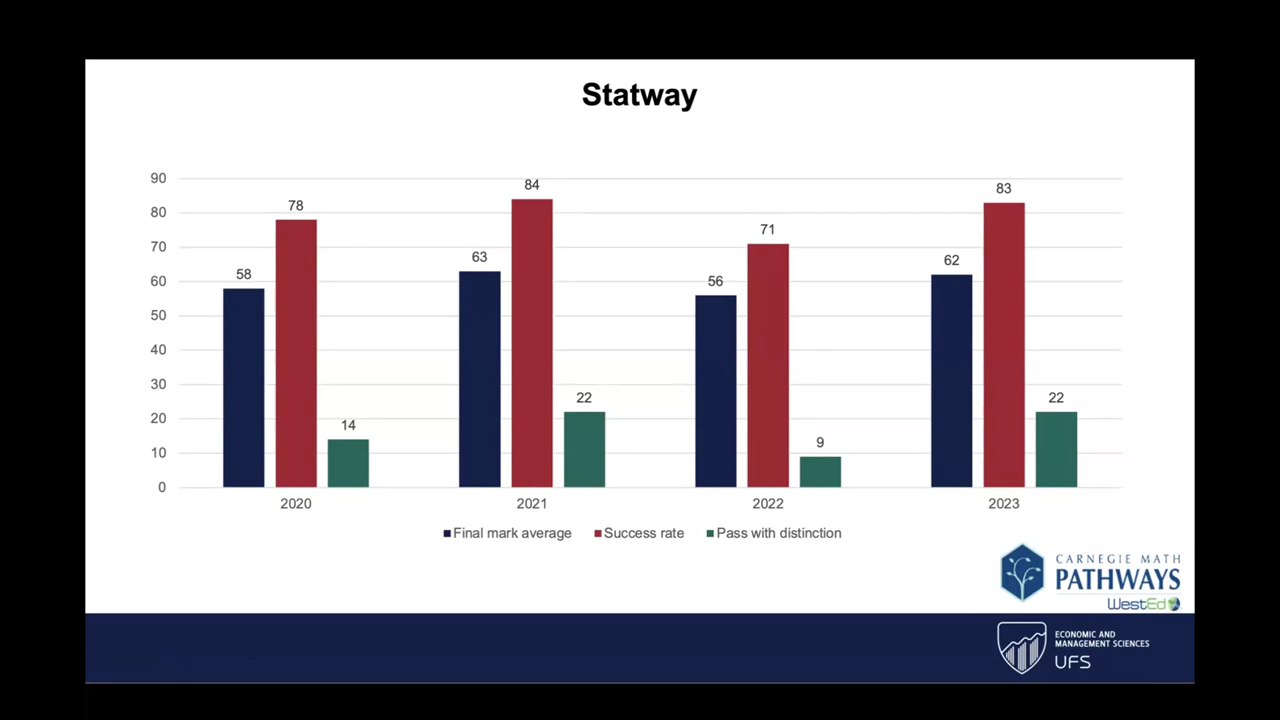 Statway
90
80
70
60
50
40
30
20
10
0
58
78
14
63
84
22
56
71
9
62
83
22
2020
2021
2022
2023
Final mark average
Success rate
Pass with distinction
CARNEGIE MATH
PATHWAYS
WestEd
ECONOMIC AND
MANAGEMENT SCIENCES
UFS